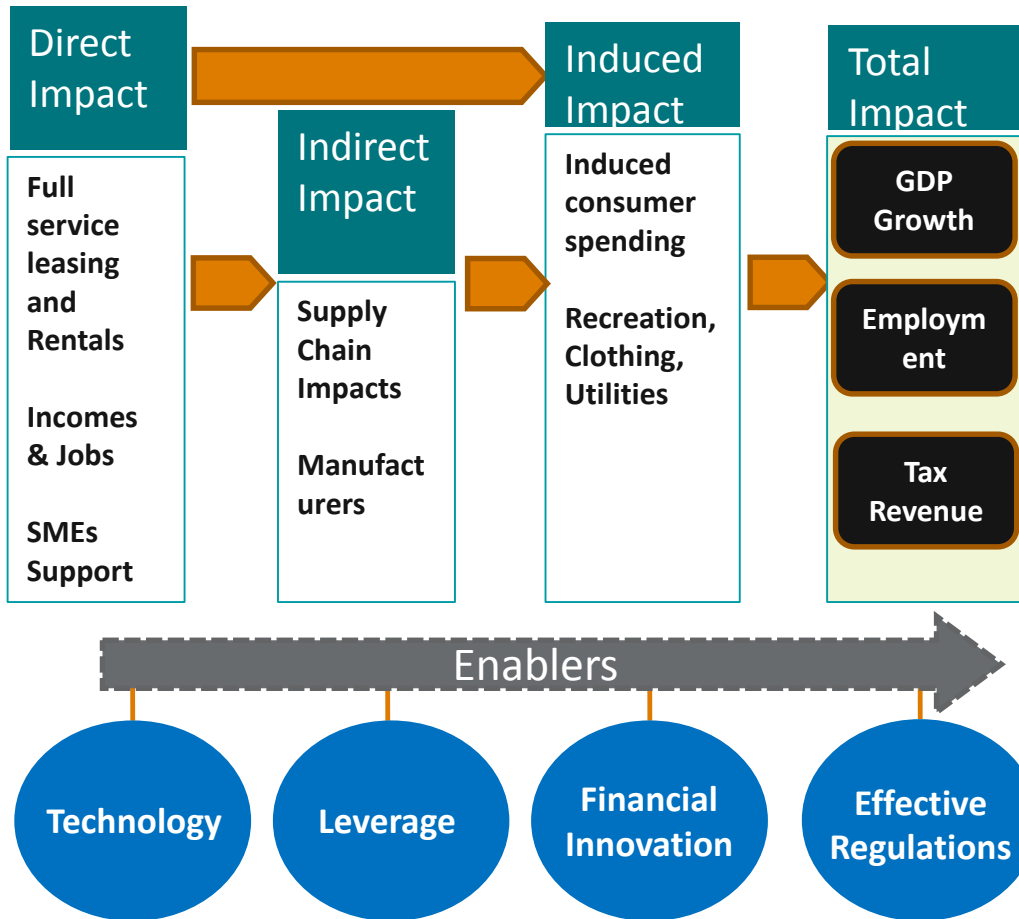 Direct
Impact
Full
service
leasing
and
Rentals
Incomes
& Jobs
SMEs
Support
Indirect
Impact
Supply
Chain
Impacts
Manufact
urers
Induced
Impact
Induced
consumer
spending
Recreation,
Clothing,
Utilities
Total
Impact
GDP
Growth
Employm
ent
Tax
Revenue
Enablers
Technology
Leverage
Financial
Innovation
Effective
Regulations